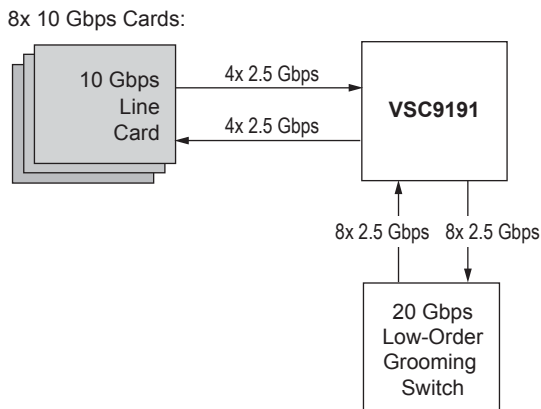 8x 10 Gbps Cards:
10 Gbps
Line
Card
4x 2.5 Gbps
4x 2.5 Gbps
VSC9191
8x 2.5 Gbps
8x 2.5 Gbps
20 Gbps
Low-Order
Grooming
Switch